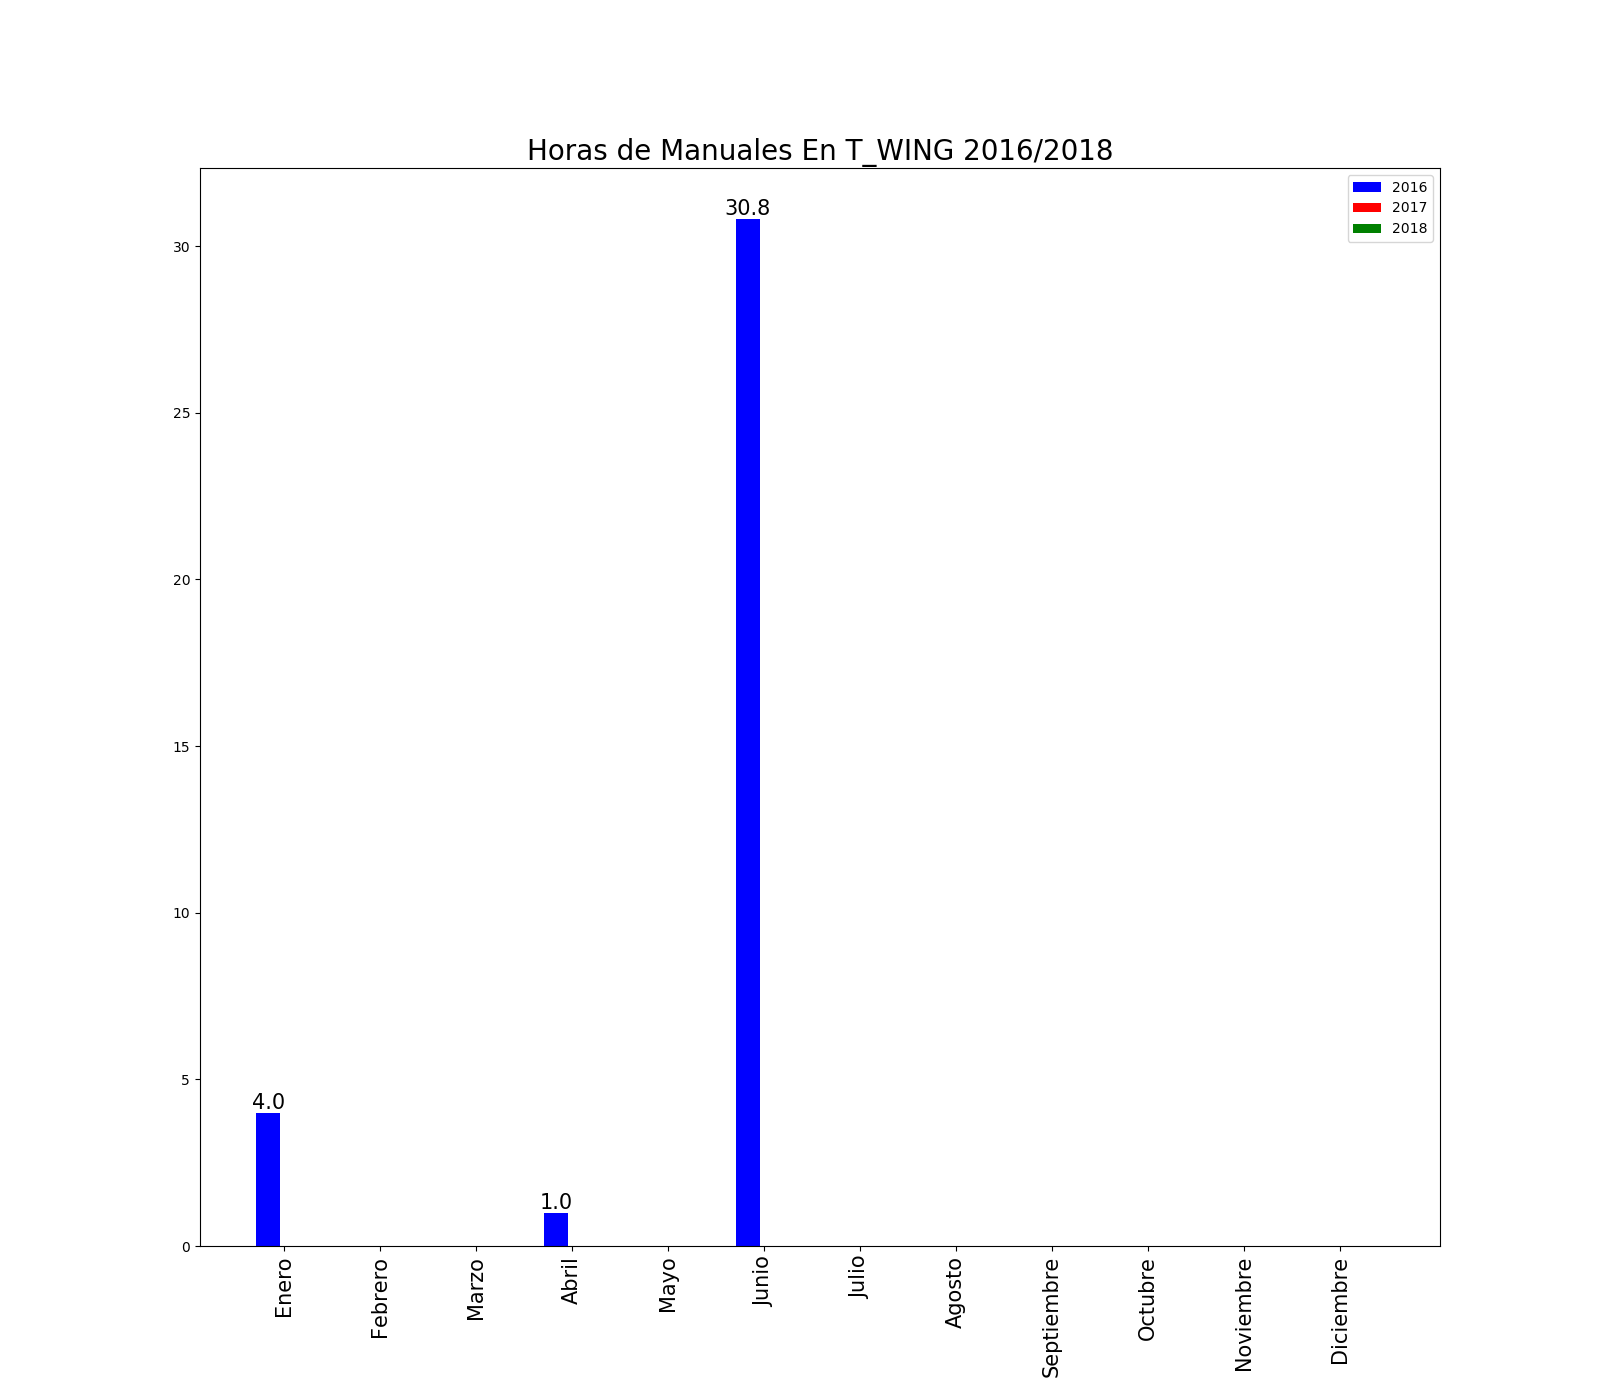 Horas de Manuales En T_WING 2016/2018
2016
2017
2018
30.8
4.0
1.0
30
25
20
15
10
5
0
Enero
Febrero
Marzo
Abril
Mayo
Junio
Julio
Agosto
Septiembre
Octubre
Noviembre
Diciembre